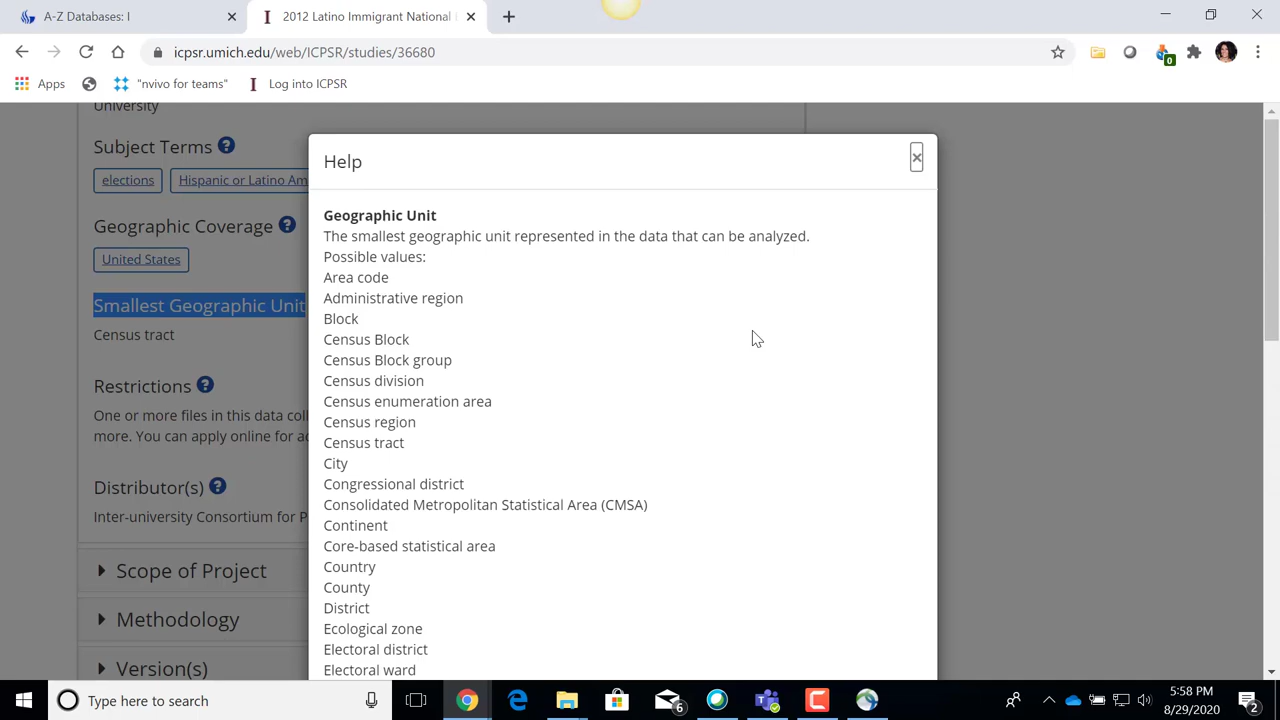 A-Z Databases: I
2012 Latino Immigrant National
icpsr.umich.edu/web/ICPSR/studies/36680
0
Apps
"nvivo for teams"
Log into ICPSR
University
Subject Terms
elections
Hispanic or Latino Am
Geographic Coverage
United States
Smallest Geographic Unit
Census tract
Restrictions
One or more files in this data coll
more. You can apply online for ac
Distributor(s)
Inter-university Consortium for P
Scope of Project
Methodology
Version(s)
Help
Geographic Unit
The smallest geographic unit represented in the data that can be analyzed.
Possible values:
Area code
Administrative region
Block
Census Block
Census Block group
Census division
Census enumeration area
Census region
Census tract
City
Congressional district
Consolidated Metropolitan Statistical Area (CMSA)
Continent
Core-based statistical area
Country
County
District
Ecological zone
Electoral district
Electoral ward
Type here to search
6
5:58 PM
8/29/2020
2